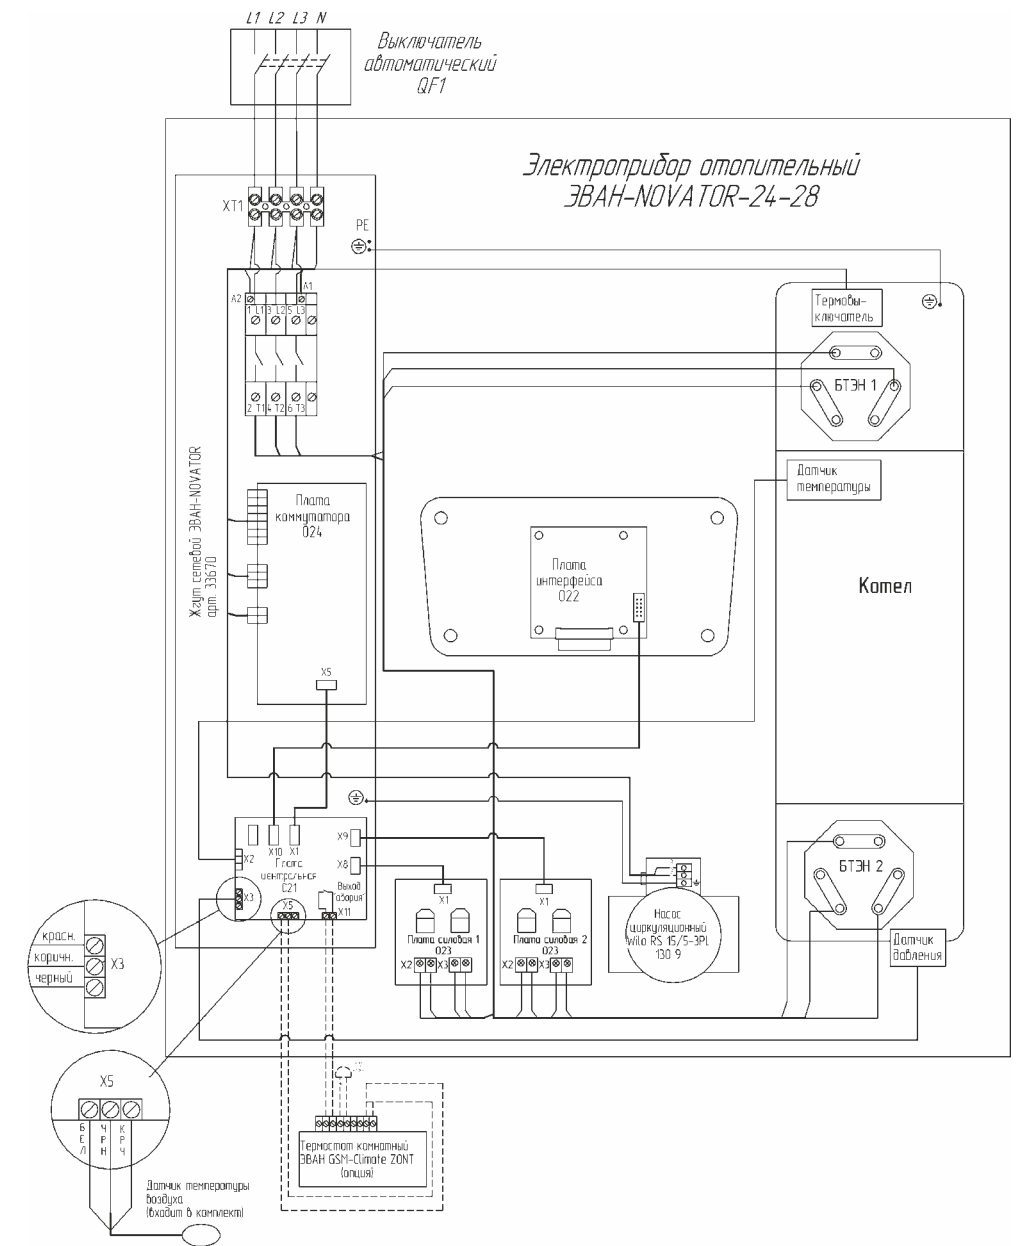 L1 L2 L3 N
Выключатель
автоматический
QF1
Электроприбор отопительный
ЭВАН-NOVATOR-24-28
XT1
PE
A2
A1
1 L1 3 L2 5 L3
2 T1 4 T2 6 T3
Термовы-
ключатель
БТЭН 1
Датчик
температуры
Котел
Жгут сетевой ЭВАН-NOVATOR
арт. 33670
Плата
коммутатора
024
X5
Плата
интерфейса
022
X10 X1
X9
X2
Плата
центральная
С21
X8
X3
X5
Выход
"авария"
X11
X1
Плата силовая 1
023
X2 X3
X1
Плата силовая 2
023
X2 X3
Насос
циркуляционный
Wilo RS 15/5-3PL
130 9
БТЭН 2
Датчик
давления
красн.
коричн.
черный
X3
X5
БЕЛ
ЧРН
КРЧ
Термостат комнатный
ЭВАН GSM-Climate ZONT
(опция)
Датчик температуры
воздуха
(входит в комплект)